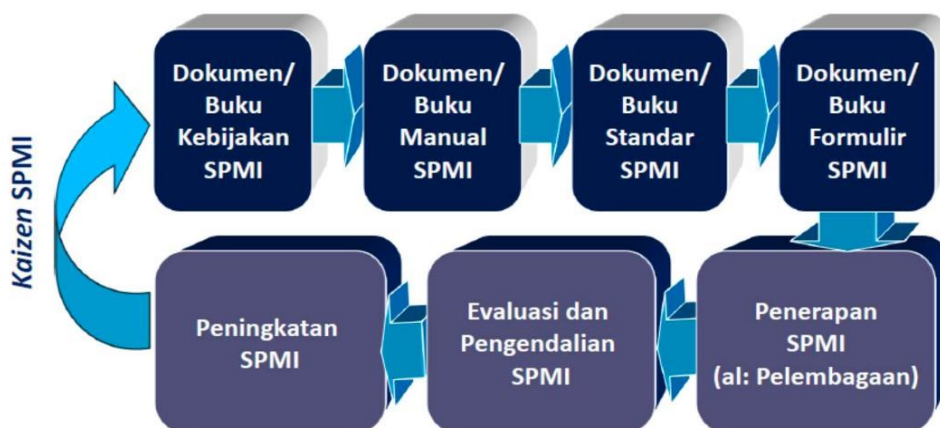 Dokumen/
Buku
Kebijakan
SPMI
Dokumen/
Buku
Manual
SPMI
Dokumen/
Buku
Standar
SPMI
Dokumen/
Buku
Formulir
SPMI
Kaizen SPMI
Peningkatan
SPMI
Evaluasi dan
Pengendalian
SPMI
Penerapan
SPMI
(al: Pelembagaan)